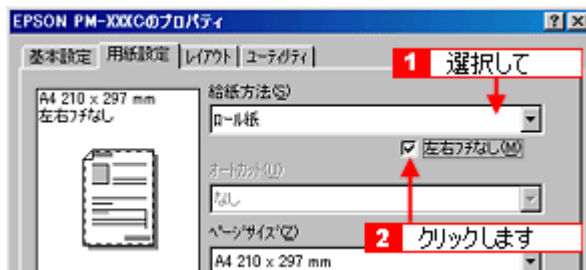 EPSON PM-XXXCのプロパティ
基本設定 用紙設定 レイアウト ユーティリティ
1 選択して
A4 210 x 297 mm
左右フチなし
給紙方法(S)
ロール紙
左右フチなし(M)
オートカット(U)
なし
2 クリックします
ページサイズ(Z)
A4 210 x 297 mm